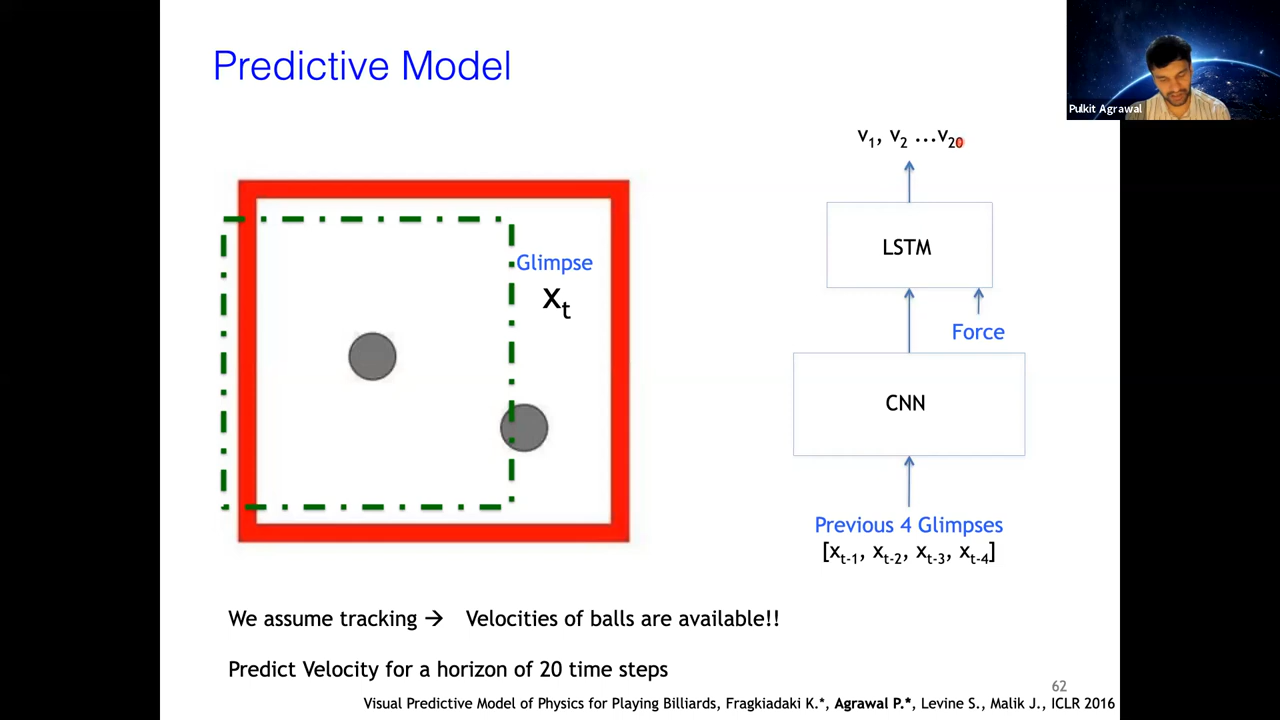 Predictive Model
Pulkit Agrawal
v1, v2 ...v20
LSTM
Glimpse
xt
Force
CNN
Previous 4 Glimpses
[xt-1, xt-2, xt-3, xt-4]
We assume tracking → Velocities of balls are available!!
Predict Velocity for a horizon of 20 time steps
62
Visual Predictive Model of Physics for Playing Billiards, Fragkiadaki K.*, Agrawal P.*, Levine S., Malik J., ICLR 2016